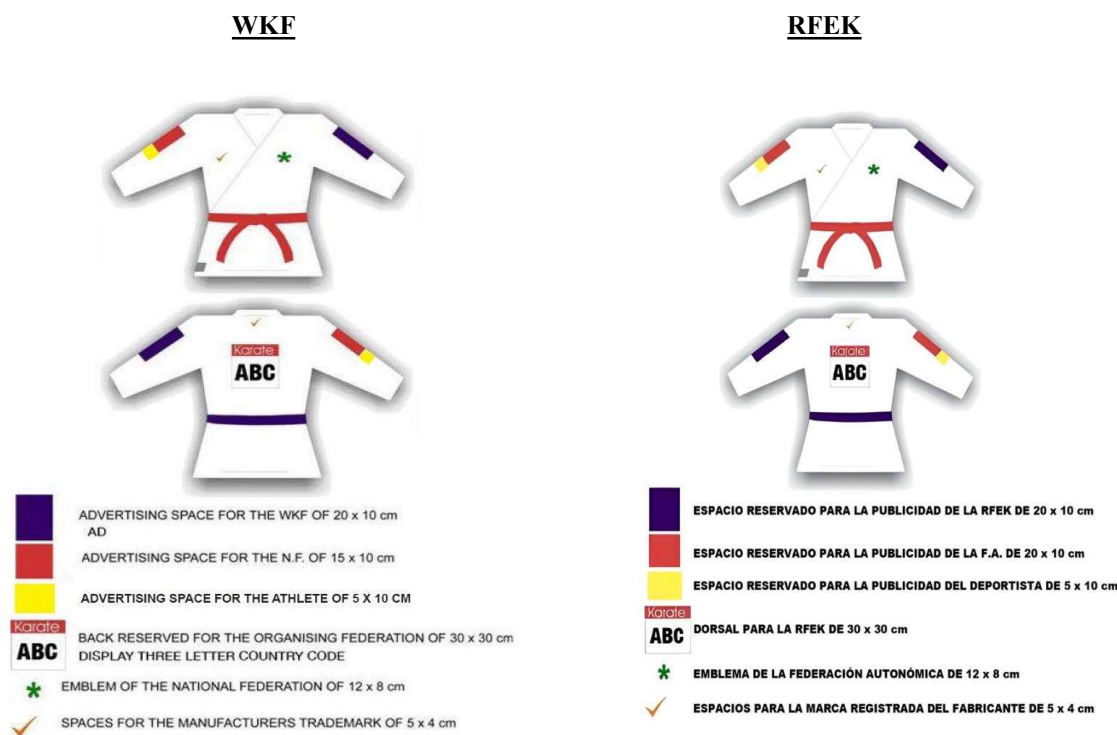 WKF
Karate
ABC
ADVERTISING SPACE FOR THE WKF OF 20 x 10 cm
AD
ADVERTISING SPACE FOR THE N.F. OF 15 x 10 cm
ADVERTISING SPACE FOR THE ATHLETE OF 5 X 10 CM
Karate
ABC
BACK RESERVED FOR THE ORGANISING FEDERATION OF 30 x 30 cm
DISPLAY THREE LETTER COUNTRY CODE
EMBLEM OF THE NATIONAL FEDERATION OF 12 x 8 cm
SPACES FOR THE MANUFACTURERS TRADEMARK OF 5 x 4 cm
RFEK
Karate
ABC
ESPACIO RESERVADO PARA LA PUBLICIDAD DE LA RFEK DE 20 x 10 cm
ESPACIO RESERVADO PARA LA PUBLICIDAD DE LA F.A. DE 20 x 10 cm
ESPACIO RESERVADO PARA LA PUBLICIDAD DEL DEPORTISTA DE 5 x 10 cm
Karate
ABC
DORSAL PARA LA RFEK DE 30 x 30 cm
EMBLEMA DE LA FEDERACIÓN AUTONÓMICA DE 12 x 8 cm
ESPACIOS PARA LA MARCA REGISTRADA DEL FABRICANTE DE 5 x 4 cm